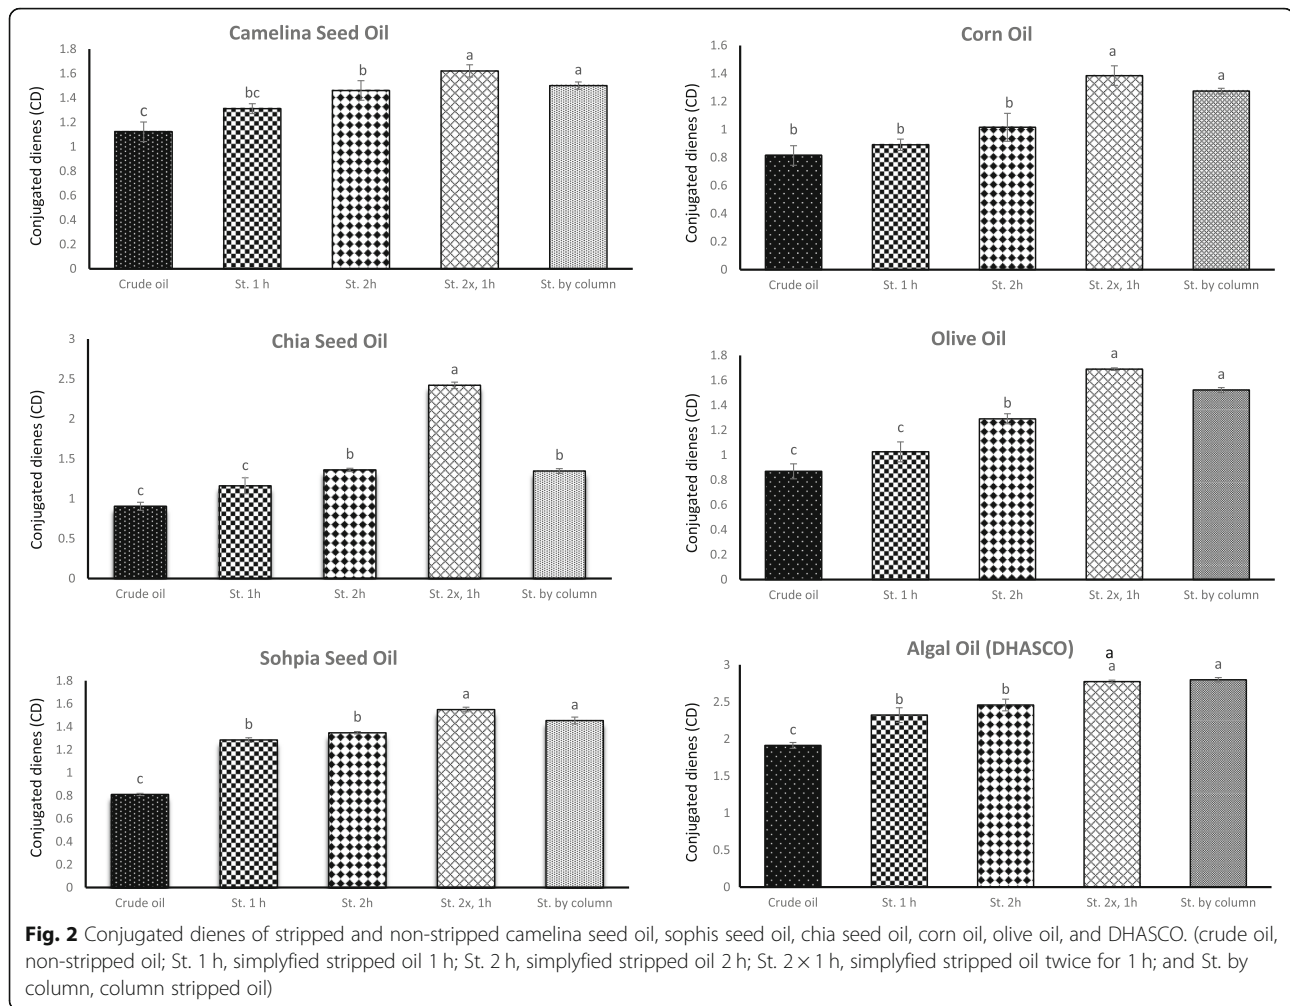 Camelina Seed Oil
Conjugated dienes (CD)
1.8
1.6
1.4
1.2
1
0.8
0.6
0.4
0.2
0
c
bc
b
a
a
Crude oil St. 1 h St. 2h St. 2x, 1h St. by column
Corn Oil
Conjugated dienes (CD)
1.6
1.4
1.2
1
0.8
0.6
0.4
0.2
0
b
b
b
a
a
Crude oil St. 1 h St. 2h St. 2x, 1h St. by column
Chia Seed Oil
Conjugated dienes (CD)
3
2.5
2
1.5
1
0.5
0
c
c
b
a
b
Crude oil St. 1h St. 2h St. 2x, 1h St. by column
Olive Oil
Conjugated dienes (CD)
1.8
1.6
1.4
1.2
1
0.8
0.6
0.4
0.2
0
c
c
b
a
a
Crude oil St. 1 h St. 2h St. 2x, 1h St. by column
Sohpia Seed Oil
Conjugated dienes (CD)
1.8
1.6
1.4
1.2
1
0.8
0.6
0.4
0.2
0
c
b
b
a
a
Crude oil St. 1 h St. 2h St. 2x, 1h St. by column
Algal Oil (DHASCO)
Conjugated dienes (CD)
3
2.5
2
1.5
1
0.5
0
c
b
b
a
a
a
Crude oil St. 1 h St. 2h St. 2x, 1h St. by column
Fig. 2 Conjugated dienes of stripped and non-stripped camelina seed oil, sophis seed oil, chia seed oil, corn oil, olive oil, and DHASCO. (crude oil,
non-stripped oil; St. 1 h, simplyfied stripped oil 1 h; St. 2 h, simplyfied stripped oil 2 h; St. 2 × 1 h, simplyfied stripped oil twice for 1 h; and St. by
column, column stripped oil)